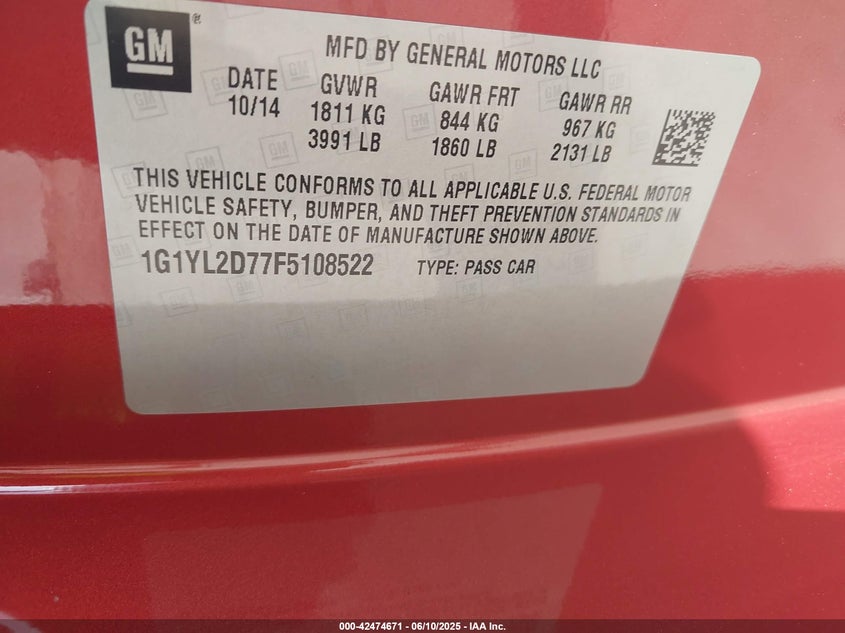 GM ®
MFD BY GENERAL MOTORS LLC
DATE GVWR GAWR FRT GAWR RR
10/14 1811 KG 844 KG 967 KG
3991 LB 1860 LB 2131 LB
THIS VEHICLE CONFORMS TO ALL APPLICABLE U.S. FEDERAL MOTOR
VEHICLE SAFETY, BUMPER, AND THEFT PREVENTION STANDARDS IN
EFFECT ON THE DATE OF MANUFACTURE SHOWN ABOVE.
1G1YL2D77F5108522 TYPE: PASS CAR
000-42474671 - 06/10/2025 - IAA Inc.